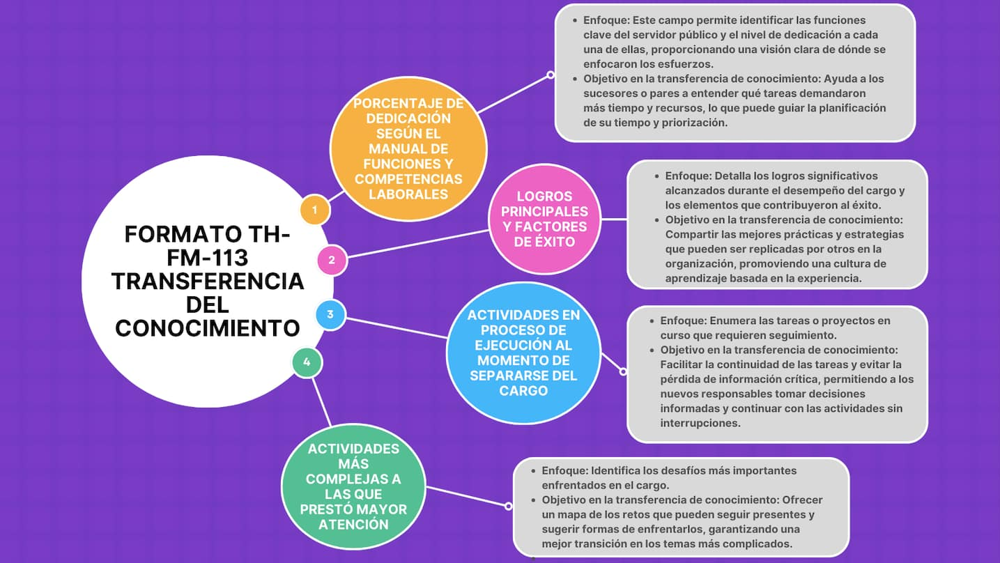 FORMATO TH-
FM-113
TRANSFERENCIA
DEL
CONOCIMIENTO
1
PORCENTAJE DE
DEDICACIÓN
SEGÚN EL
MANUAL DE
FUNCIONES Y
COMPETENCIAS
LABORALES
• Enfoque: Este campo permite identificar las funciones
clave del servidor público y el nivel de dedicación a cada
una de ellas, proporcionando una visión clara de dónde se
enfocaron los esfuerzos.
• Objetivo en la transferencia de conocimiento: Ayuda a los
sucesores o pares a entender qué tareas demandaron
más tiempo y recursos, lo que puede guiar la planificación
de su tiempo y priorización.
2
LOGROS
PRINCIPALES
Y FACTORES
DE ÉXITO
• Enfoque: Detalla los logros significativos
alcanzados durante el desempeño del cargo y
los elementos que contribuyeron al éxito.
• Objetivo en la transferencia de conocimiento:
Compartir las mejores prácticas y estrategias
que pueden ser replicadas por otros en la
organización, promoviendo una cultura de
aprendizaje basada en la experiencia.
3
ACTIVIDADES EN
PROCESO DE
EJECUCIÓN AL
MOMENTO DE
SEPARARSE DEL
CARGO
• Enfoque: Enumera las tareas o proyectos en
curso que requieren seguimiento.
• Objetivo en la transferencia de conocimiento:
Facilitar la continuidad de las tareas y evitar la
pérdida de información crítica, permitiendo a los
nuevos responsables tomar decisiones
informadas y continuar con las actividades sin
interrupciones.
4
ACTIVIDADES
MÁS
COMPLEJAS A
LAS QUE
PRESTÓ MAYOR
ATENCIÓN
• Enfoque: Identifica los desafíos más importantes
enfrentados en el cargo.
• Objetivo en la transferencia de conocimiento: Ofrecer
un mapa de los retos que pueden seguir presentes y
sugerir formas de enfrentarlos, garantizando una
mejor transición en los temas más complicados.